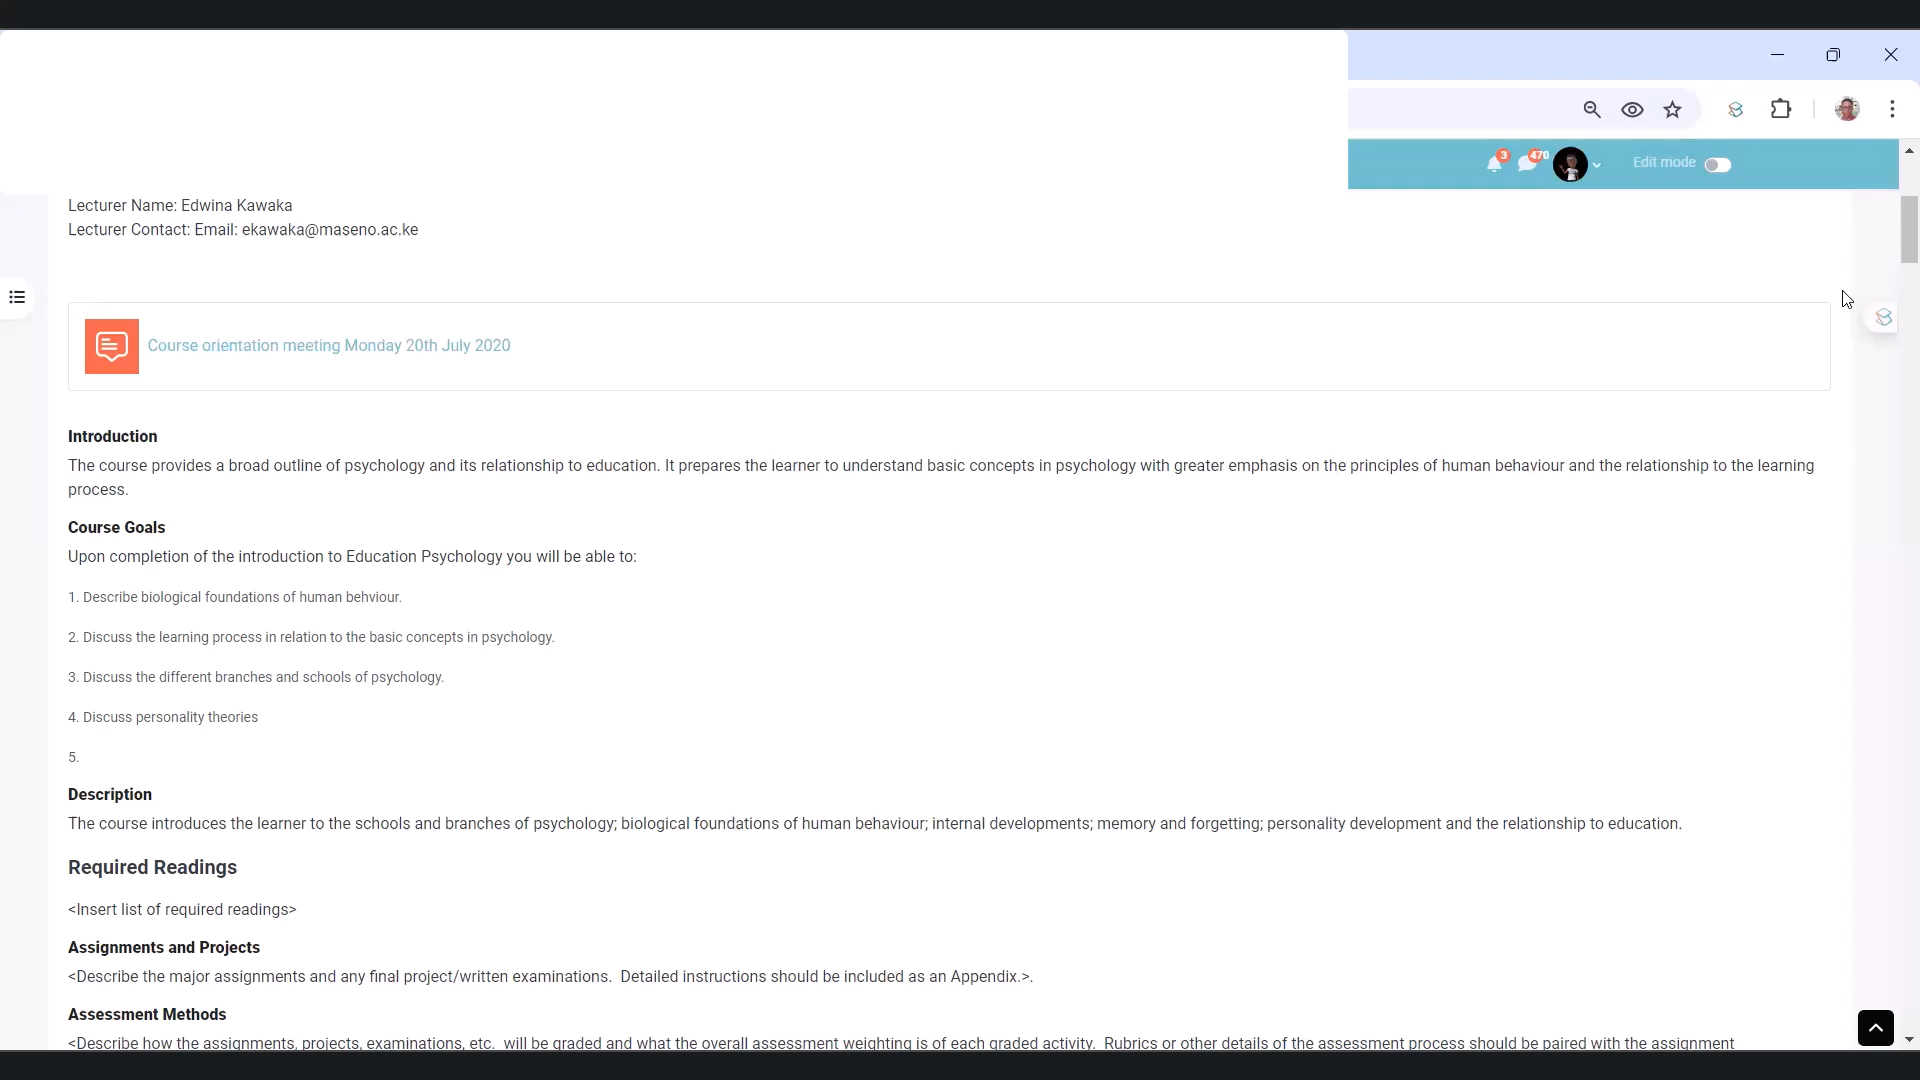 3
470
Edit mode
Lecturer Name: Edwina Kawaka
Lecturer Contact: Email: ekawaka@maseno.ac.ke
Course orientation meeting Monday 20th July 2020
Introduction
The course provides a broad outline of psychology and its relationship to education. It prepares the learner to understand basic concepts in psychology with greater emphasis on the principles of human behaviour and the relationship to the learning
process.
Course Goals
Upon completion of the introduction to Education Psychology you will be able to:
1. Describe biological foundations of human behviour.
2. Discuss the learning process in relation to the basic concepts in psychology.
3. Discuss the different branches and schools of psychology.
4. Discuss personality theories
5.
Description
The course introduces the learner to the schools and branches of psychology; biological foundations of human behaviour; internal developments; memory and forgetting; personality development and the relationship to education.
Required Readings
<Insert list of required readings>
Assignments and Projects
<Describe the major assignments and any final project/written examinations.  Detailed instructions should be included as an Appendix.>.
Assessment Methods
<Describe how the assignments, projects, examinations, etc.  will be graded and what the overall assessment weighting is of each graded activity.  Rubrics or other details of the assessment process should be paired with the assignment